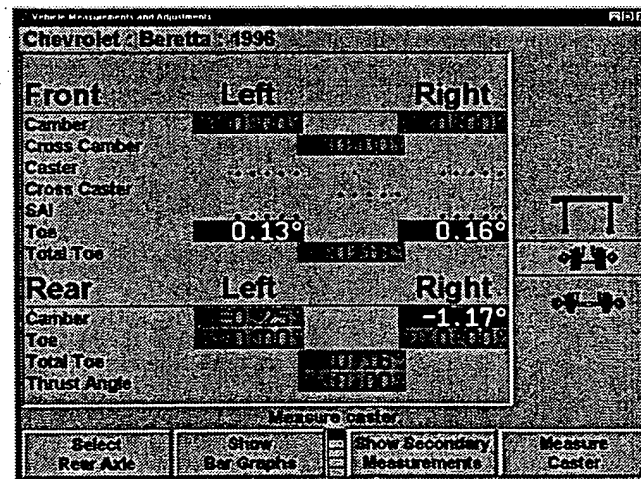 Vehicle Measurements and Adjustments
Chevrolet : Beretta : 1996
Front Left Right
Camber
Cross Camber
Caster
Cross Caster
SAI
Toe 0.13° 0.16°
Total Toe
Rear Left Right
Camber -1.17°
Toe
Total Toe
Thrust Angle
Measure caster
Select Rear Axle
Show Bar Graphs
Show Secondary Measurements
Measure Caster